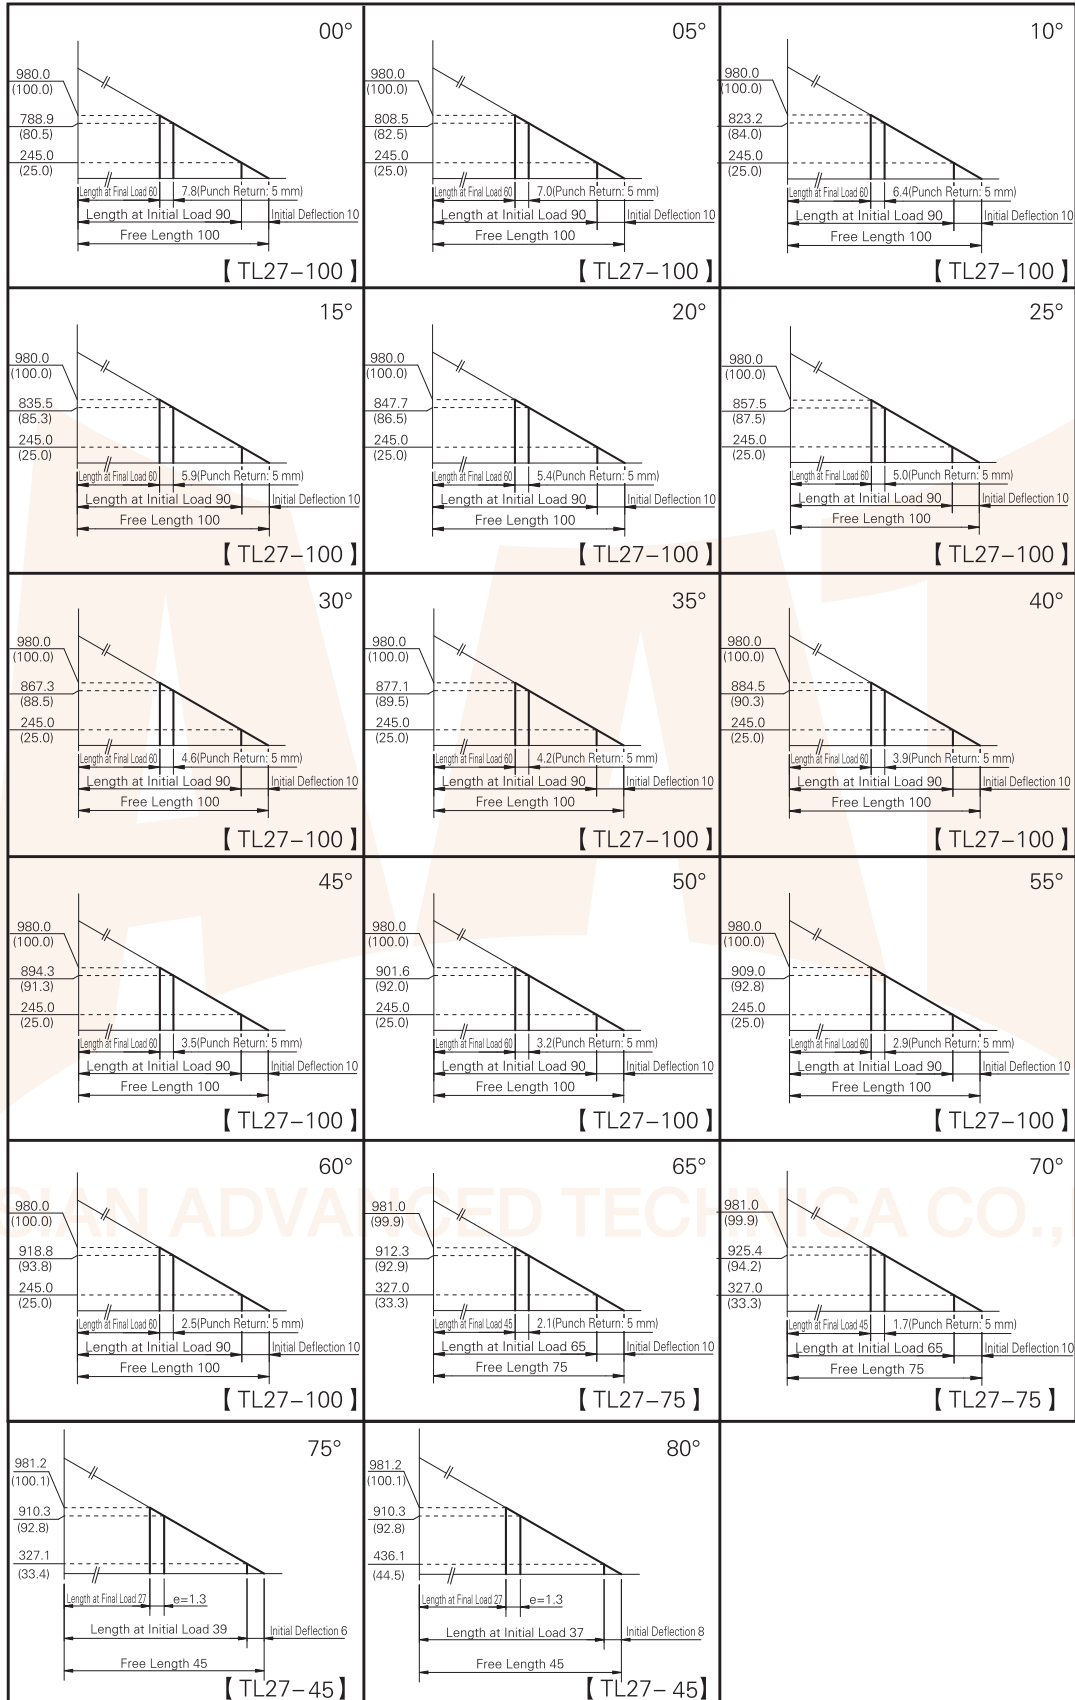 00°
980.0
(100.0)
788.9
(80.5)
245.0
(25.0)
Length at Final Load 60
7.8(Punch Return: 5 mm)
Length at Initial Load 90
Initial Deflection 10
Free Length 100
【 TL27–100 】
05°
980.0
(100.0)
808.5
(82.5)
245.0
(25.0)
Length at Final Load 60
7.0(Punch Return: 5 mm)
Length at Initial Load 90
Initial Deflection 10
Free Length 100
【 TL27–100 】
10°
980.0
(100.0)
823.2
(84.0)
245.0
(25.0)
Length at Final Load 60
6.4(Punch Return: 5 mm)
Length at Initial Load 90
Initial Deflection 10
Free Length 100
【 TL27–100 】
15°
980.0
(100.0)
835.5
(85.3)
245.0
(25.0)
Length at Final Load 60
5.9(Punch Return: 5 mm)
Length at Initial Load 90
Initial Deflection 10
Free Length 100
【 TL27–100 】
20°
980.0
(100.0)
847.7
(86.5)
245.0
(25.0)
Length at Final Load 60
5.4(Punch Return: 5 mm)
Length at Initial Load 90
Initial Deflection 10
Free Length 100
【 TL27–100 】
25°
980.0
(100.0)
857.5
(87.5)
245.0
(25.0)
Length at Final Load 60
5.0(Punch Return: 5 mm)
Length at Initial Load 90
Initial Deflection 10
Free Length 100
【 TL27–100 】
30°
980.0
(100.0)
867.3
(88.5)
245.0
(25.0)
Length at Final Load 60
4.6(Punch Return: 5 mm)
Length at Initial Load 90
Initial Deflection 10
Free Length 100
【 TL27–100 】
35°
980.0
(100.0)
877.1
(89.5)
245.0
(25.0)
Length at Final Load 60
4.2(Punch Return: 5 mm)
Length at Initial Load 90
Initial Deflection 10
Free Length 100
【 TL27–100 】
40°
980.0
(100.0)
884.5
(90.3)
245.0
(25.0)
Length at Final Load 60
3.9(Punch Return: 5 mm)
Length at Initial Load 90
Initial Deflection 10
Free Length 100
【 TL27–100 】
45°
980.0
(100.0)
894.3
(91.3)
245.0
(25.0)
Length at Final Load 60
3.5(Punch Return: 5 mm)
Length at Initial Load 90
Initial Deflection 10
Free Length 100
【 TL27–100 】
50°
980.0
(100.0)
901.6
(92.0)
245.0
(25.0)
Length at Final Load 60
3.2(Punch Return: 5 mm)
Length at Initial Load 90
Initial Deflection 10
Free Length 100
【 TL27–100 】
55°
980.0
(100.0)
909.0
(92.8)
245.0
(25.0)
Length at Final Load 60
2.9(Punch Return: 5 mm)
Length at Initial Load 90
Initial Deflection 10
Free Length 100
【 TL27–100 】
60°
980.0
(100.0)
918.8
(93.8)
245.0
(25.0)
Length at Final Load 60
2.5(Punch Return: 5 mm)
Length at Initial Load 90
Initial Deflection 10
Free Length 100
【 TL27–100 】
65°
981.0
(99.9)
912.3
(92.9)
327.0
(33.3)
Length at Final Load 45
2.1(Punch Return: 5 mm)
Length at Initial Load 65
Initial Deflection 10
Free Length 75
【 TL27–75 】
70°
981.0
(99.9)
925.4
(94.2)
327.0
(33.3)
Length at Final Load 45
1.7(Punch Return: 5 mm)
Length at Initial Load 65
Initial Deflection 10
Free Length 75
【 TL27–75 】
SIAN ADVANCED TECHNICA CO.,
75°
981.2
(100.1)
910.3
(92.8)
327.1
(33.4)
Length at Final Load 27
e=1.3
Length at Initial Load 39
Initial Deflection 6
Free Length 45
【 TL27–45 】
80°
981.2
(100.1)
910.3
(92.8)
436.1
(44.5)
Length at Final Load 27
e=1.3
Length at Initial Load 37
Initial Deflection 8
Free Length 45
【 TL27–45 】